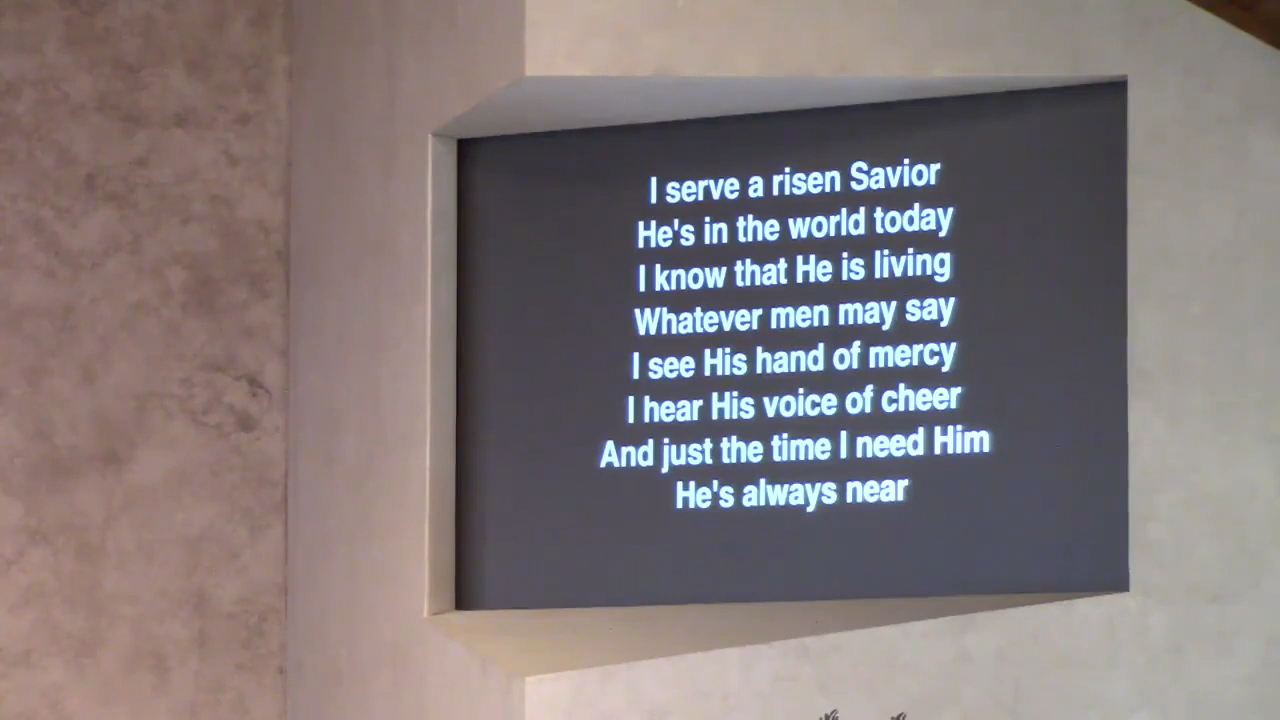 I serve a risen Savior
He's in the world today
I know that He is living
Whatever men may say
I see His hand of mercy
I hear His voice of cheer
And just the time I need Him
He's always near